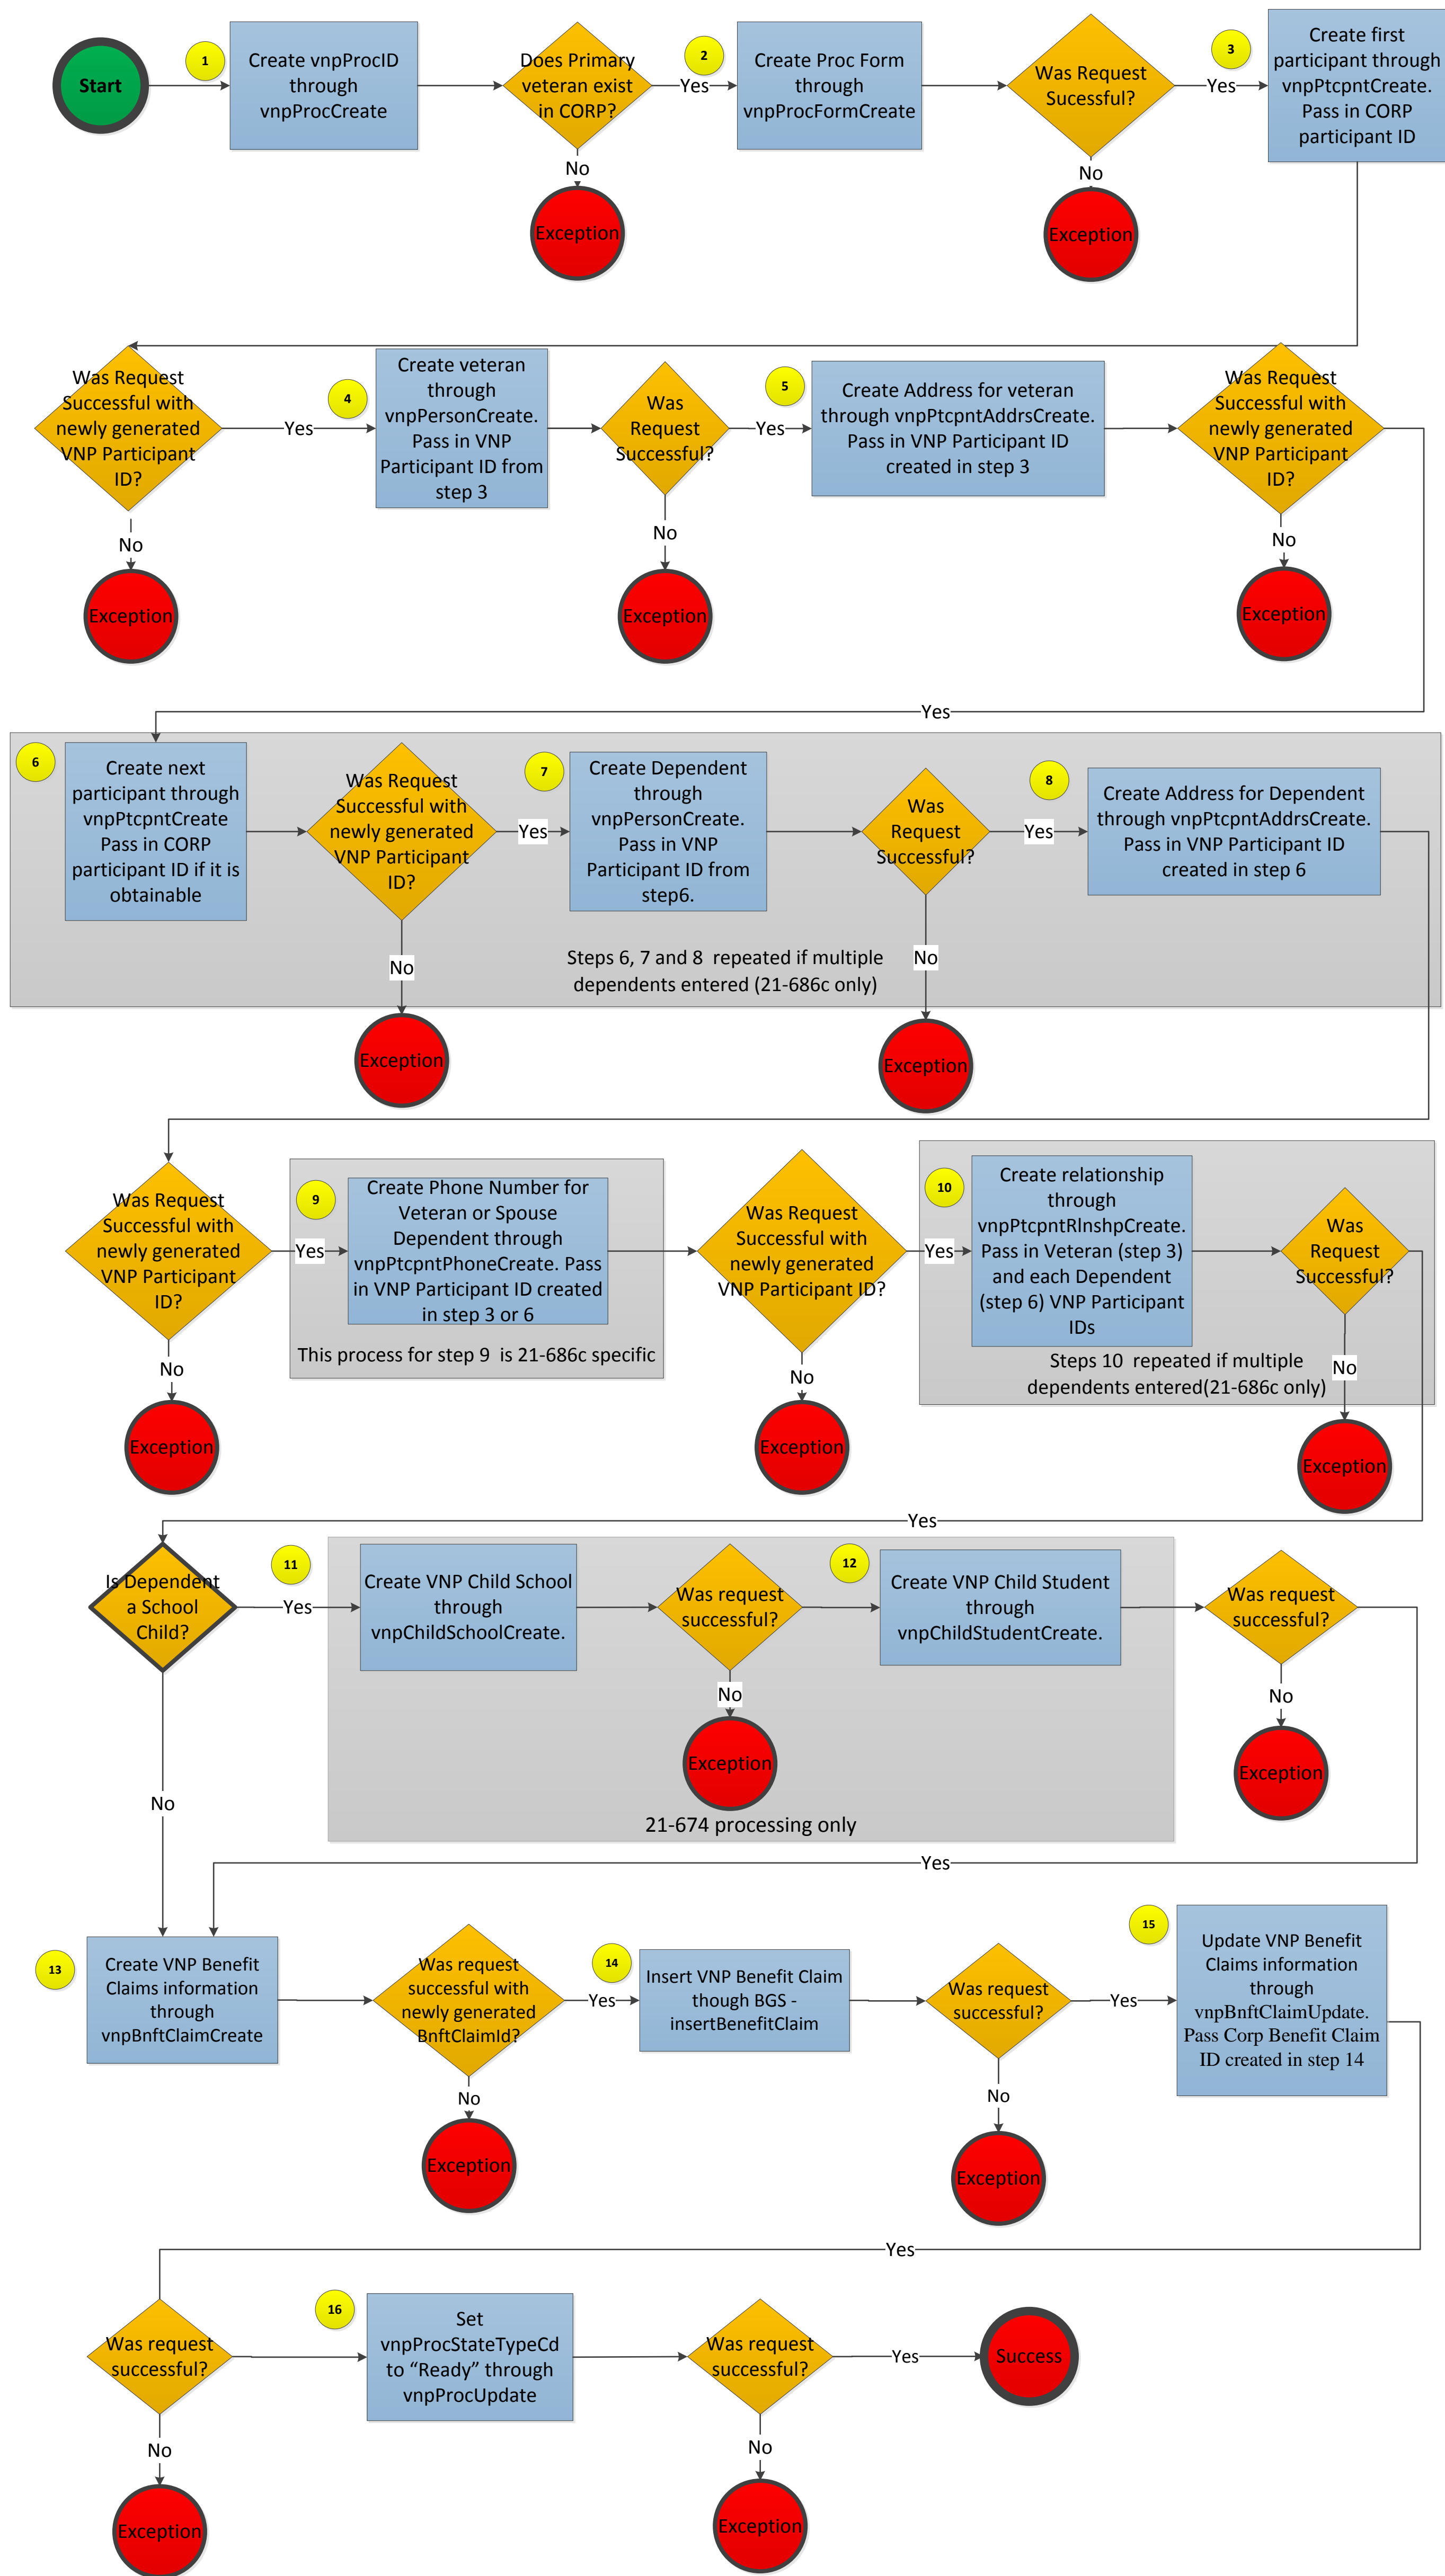 Start
1
Create vnpProcID
through
vnpProcCreate
Does Primary
veteran exist
in CORP?
Yes
2
Create Proc Form
through
vnpProcFormCreate
Was Request
Sucessful?
Yes
3
Create first
participant through
vnpPtcpntCreate.
Pass in CORP
participant ID
No
Exception
No
Exception
Was Request
Successful with
newly generated
VNP Participant
ID?
Yes
4
Create veteran
through
vnpPersonCreate.
Pass in VNP
Participant ID from
step 3
Was
Request
Successful?
Yes
5
Create Address for veteran
through vnpPtcpntAddrsCreate.
Pass in VNP Participant ID
created in step 3
Was Request
Successful with
newly generated
VNP Participant
ID?
No
Exception
No
Exception
No
Exception
Yes
6
Create next
participant through
vnpPtcpntCreate
Pass in CORP
participant ID if it is
obtainable
Was Request
Successful with
newly generated
VNP Participant
ID?
Yes
7
Create Dependent
through
vnpPersonCreate.
Pass in VNP
Participant ID from
step6.
Was
Request
Successful?
Yes
8
Create Address for Dependent
through vnpPtcpntAddrsCreate.
Pass in VNP Participant ID
created in step 6
No
Steps 6, 7 and 8  repeated if multiple
dependents entered (21-686c only)
No
Exception
Exception
Was Request
Successful with
newly generated
VNP Participant
ID?
Yes
9
Create Phone Number for
Veteran or Spouse
Dependent through
vnpPtcpntPhoneCreate. Pass
in VNP Participant ID created
in step 3 or 6
This process for step 9  is 21-686c specific
Was Request
Successful with
newly generated
VNP Participant ID?
Yes
10
Create relationship
through
vnpPtcpntRlnshpCreate.
Pass in Veteran (step 3)
and each Dependent
(step 6) VNP Participant
IDs
Was
Request
Successful?
Steps 10  repeated if multiple
dependents entered(21-686c only)
No
Exception
No
Exception
No
Exception
Yes
Is Dependent
a School
Child?
11
Yes
Create VNP Child School
through
vnpChildSchoolCreate.
Was request
successful?
12
Create VNP Child Student
through
vnpChildStudentCreate.
Was request
successful?
No
Exception
No
Exception
21-674 processing only
No
Yes
13
Create VNP Benefit
Claims information
through
vnpBnftClaimCreate
Was request
successful with
newly generated
BnftClaimId?
Yes
14
Insert VNP Benefit Claim
though BGS -
insertBenefitClaim
Was request
successful?
Yes
15
Update VNP Benefit
Claims information
through
vnpBnftClaimUpdate.
Pass Corp Benefit Claim
ID created in step 14
No
Exception
No
Exception
Yes
Was request
successful?
16
Set
vnpProcStateTypeCd
to “Ready” through
vnpProcUpdate
Was request
successful?
Yes
Success
No
Exception
No
Exception